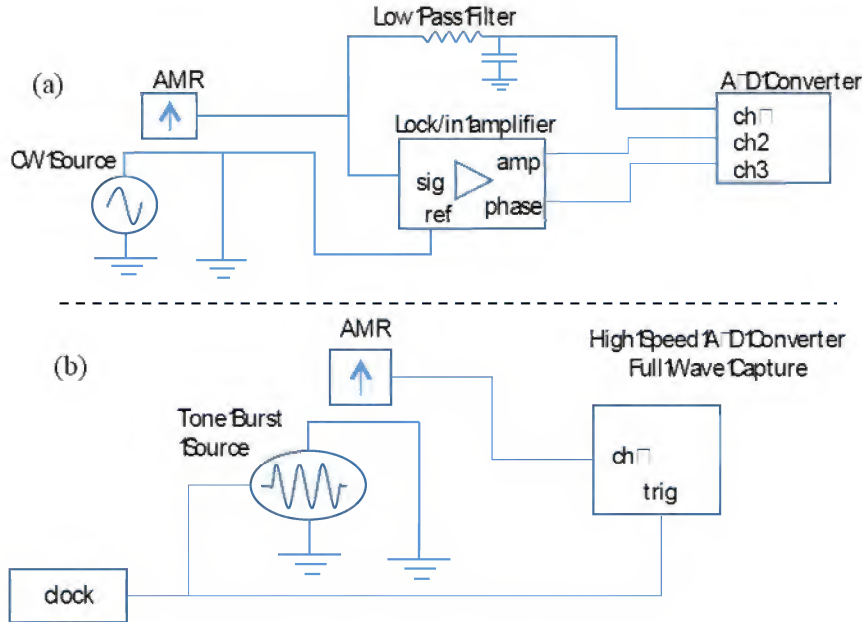 Low Pass Filter
(a)
AMR
A D Converter
Lock/in amplifier
ch
CW Source
amp
ch2
sig
ch3
ref
phase
AMR
High Speed A D Converter
(b)
Full Wave Capture
Tone Burst
Source
ch
trig
clock